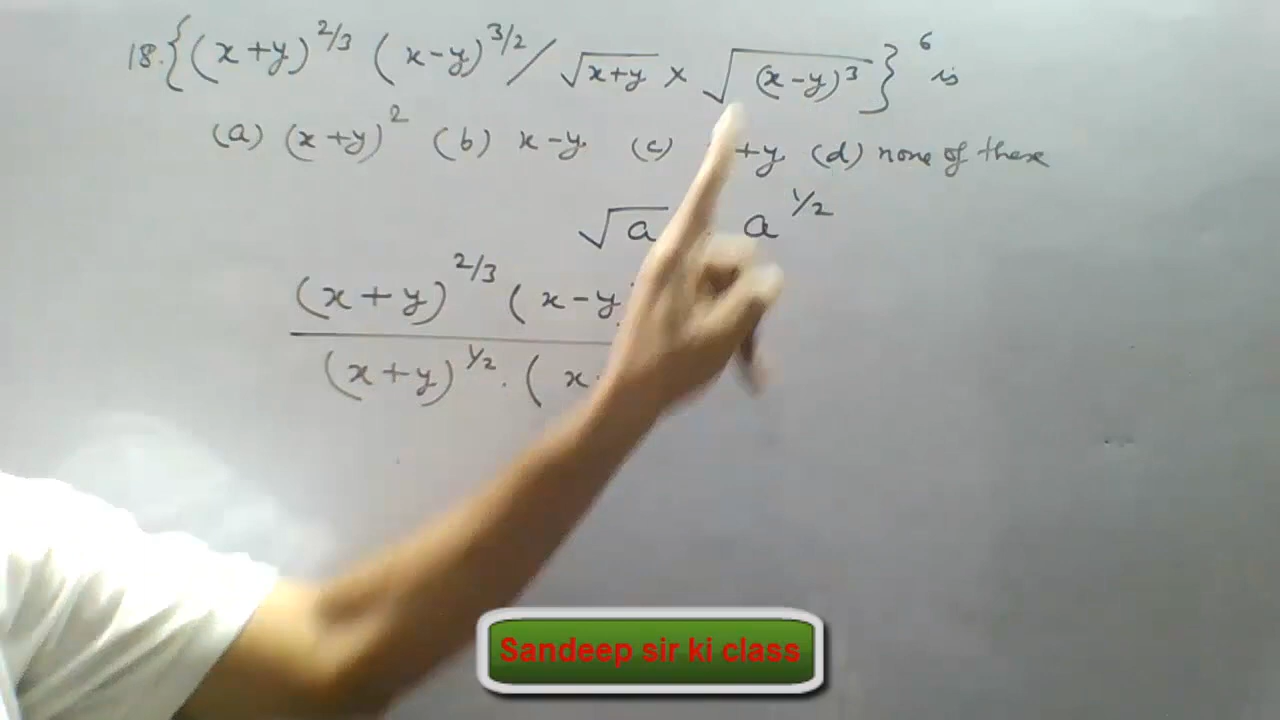 18. {(x+y)^2/3 (x-y)^3/2 / √x+y × √(x-y)^3}^6 is
(a) (x+y)^2 (b) x-y (c) +y (d) none of these
√a a^1/2
(x+y)^2/3 (x-y
(x+y)^1/2 . (x
Sandeep sir ki class